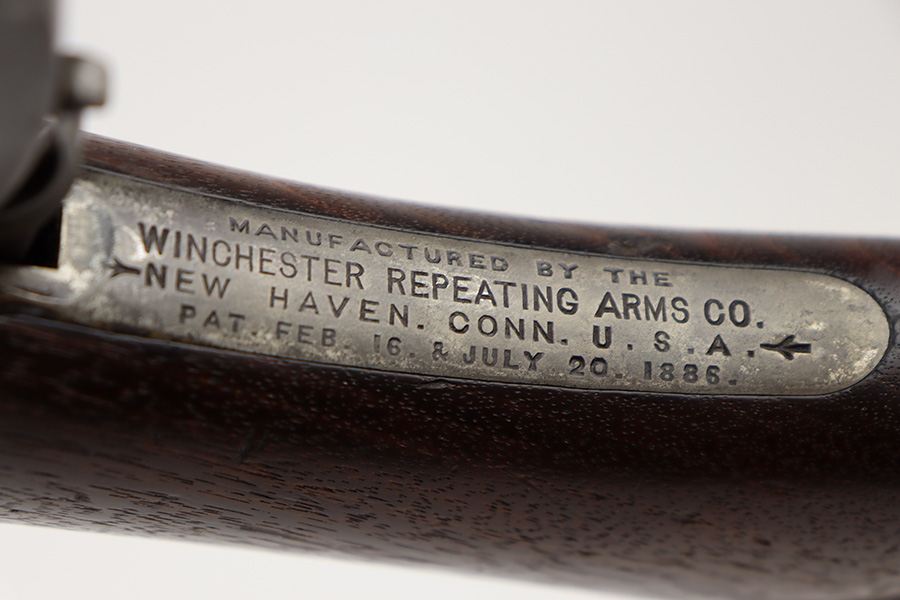 MANUFACTURED BY THE
WINCHESTER REPEATING ARMS CO.
NEW HAVEN. CONN. U.S.A.
PAT. FEB. 16. & JULY 20. 1886.